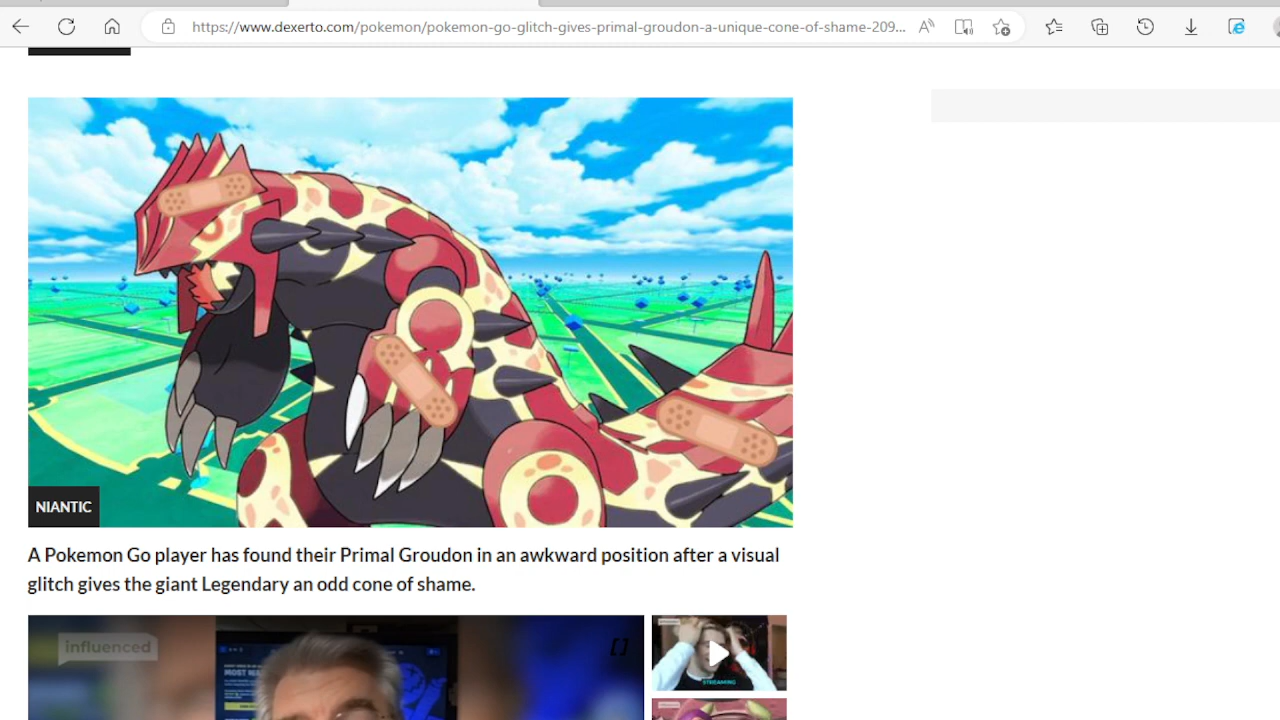 https://www.dexerto.com/pokemon/pokemon-go-glitch-gives-primal-groudon-a-unique-cone-of-shame-209...
NIANTIC
A Pokemon Go player has found their Primal Groudon in an awkward position after a visual
glitch gives the giant Legendary an odd cone of shame.
influenced
STREAMING